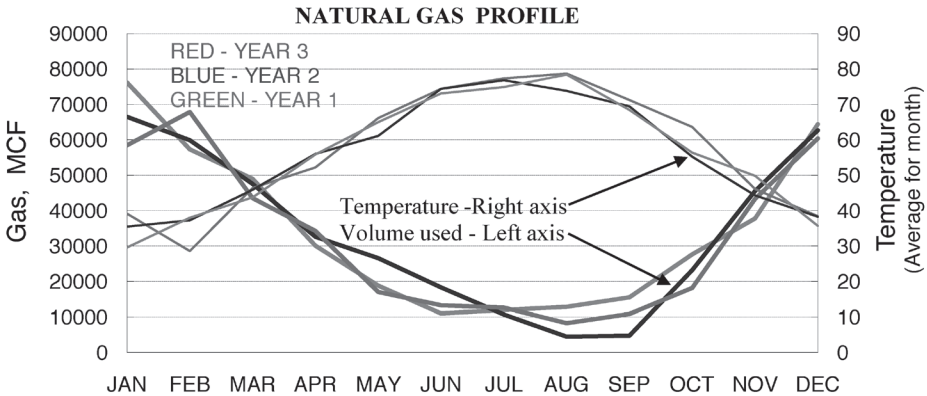 NATURAL GAS PROFILE
90000
80000
70000
60000
50000
40000
30000
20000
10000
0
Gas, MCF
RED - YEAR 3
BLUE - YEAR 2
GREEN - YEAR 1
Temperature -Right axis
Volume used - Left axis
90
80
70
60
50
40
30
20
10
0
Temperature
(Average for month)
JAN FEB MAR APR MAY JUN JUL AUG SEP OCT NOV DEC